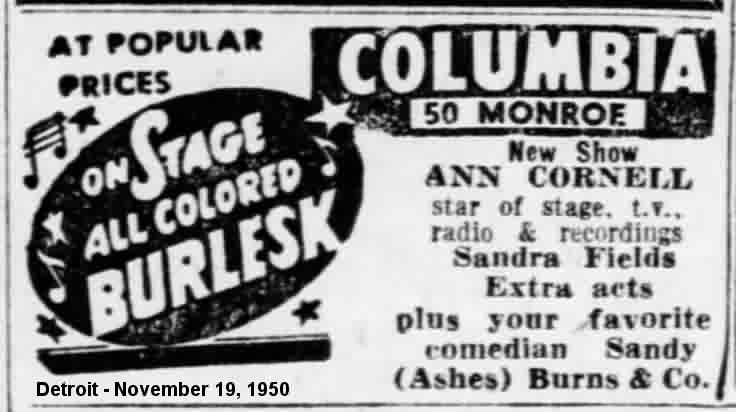 AT POPULAR
PRICES
ON STAGE
ALL COLORED
BURLESK
COLUMBIA
50 MONROE
New Show
ANN CORNELL
star of stage, t.v.,
radio & recordings
Sandra Fields
Extra acts
plus your favorite
comedian Sandy
(Ashes) Burns & Co.
Detroit - November 19, 1950